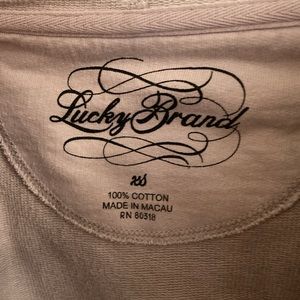 Lucky Brand
xs
100% COTTON
MADE IN MACAU
RN 80318